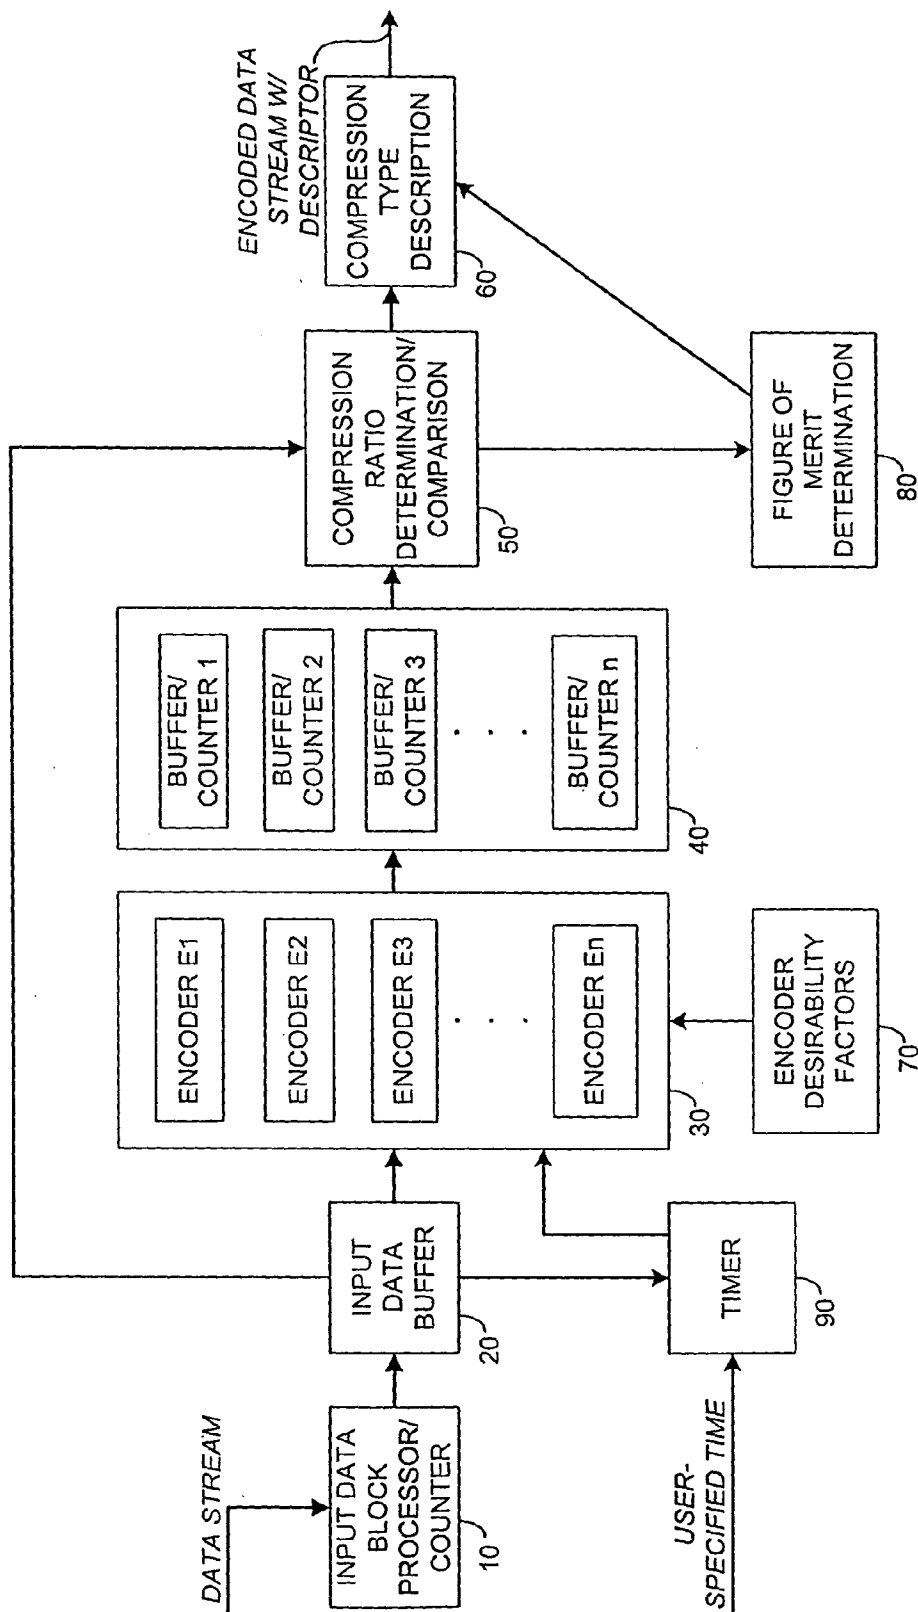 DATA STREAM
INPUT DATA
BLOCK
PROCESSOR/
COUNTER
10
INPUT
DATA
BUFFER
20
USER-
SPECIFIED TIME
TIMER
90
ENCODER E1
ENCODER E2
ENCODER E3
. . .
ENCODER En
30
ENCODER
DESIRABILITY
FACTORS
70
BUFFER/
COUNTER 1
BUFFER/
COUNTER 2
BUFFER/
COUNTER 3
. . .
BUFFER/
COUNTER n
40
COMPRESSION
RATIO
DETERMINATION/
COMPARISON
50
FIGURE OF
MERIT
DETERMINATION
80
COMPRESSION
TYPE
DESCRIPTION
60
ENCODED DATA
STREAM W/
DESCRIPTOR